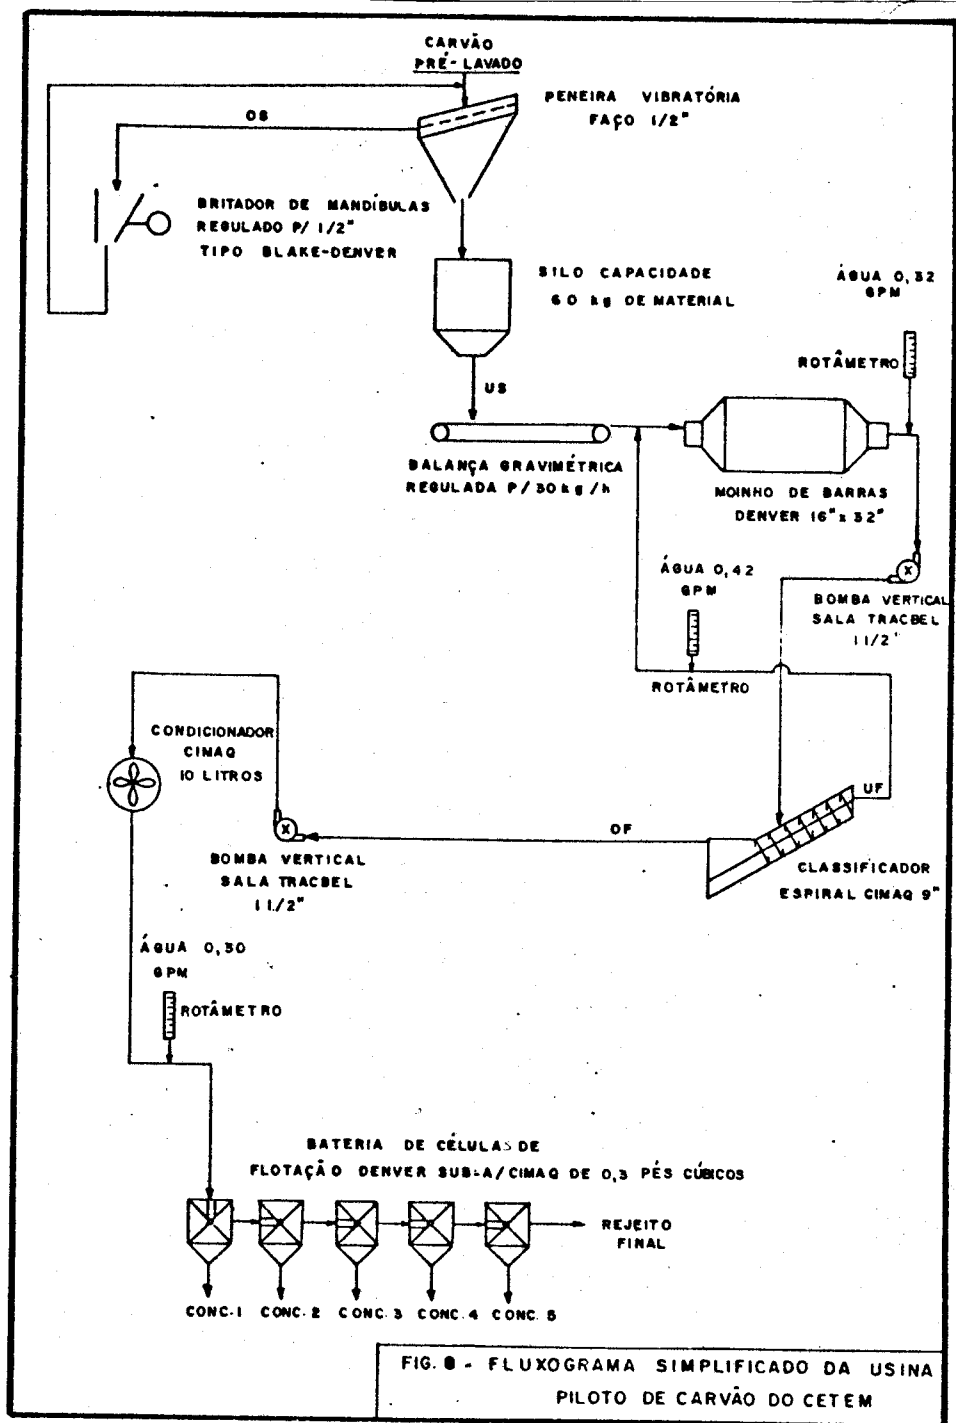 CARVÃO
PRÉ-LAVADO
PENEIRA VIBRATÓRIA
FAÇO 1/2"
OS
BRITADOR DE MANDÍBULAS
REGULADO P/ 1/2"
TIPO BLAKE-DENVER
SILO CAPACIDADE
60 kg DE MATERIAL
ÁGUA 0,32
GPM
ROTÂMETRO
US
BALANÇA GRAVIMÉTRICA
REGULADA P/30kg/h
MOINHO DE BARRAS
DENVER 16"x 32"
ÁGUA 0,42
GPM
ROTÂMETRO
BOMBA VERTICAL
SALA TRACBEL
1 1/2"
CONDICIONADOR
CIMAQ
10 LITROS
UF
OF
BOMBA VERTICAL
SALA TRACBEL
1 1/2"
CLASSIFICADOR
ESPIRAL CIMAQ 9"
ÁGUA 0,30
GPM
ROTÂMETRO
BATERIA DE CÉLULAS DE
FLOTAÇÃO DENVER SUB-A/CIMAQ DE 0,3 PÉS CÚBICOS
REJEITO
FINAL
CONC.1 CONC.2 CONC.3 CONC.4 CONC.5
FIG. 8 - FLUXOGRAMA SIMPLIFICADO DA USINA
PILOTO DE CARVÃO DO CETEM